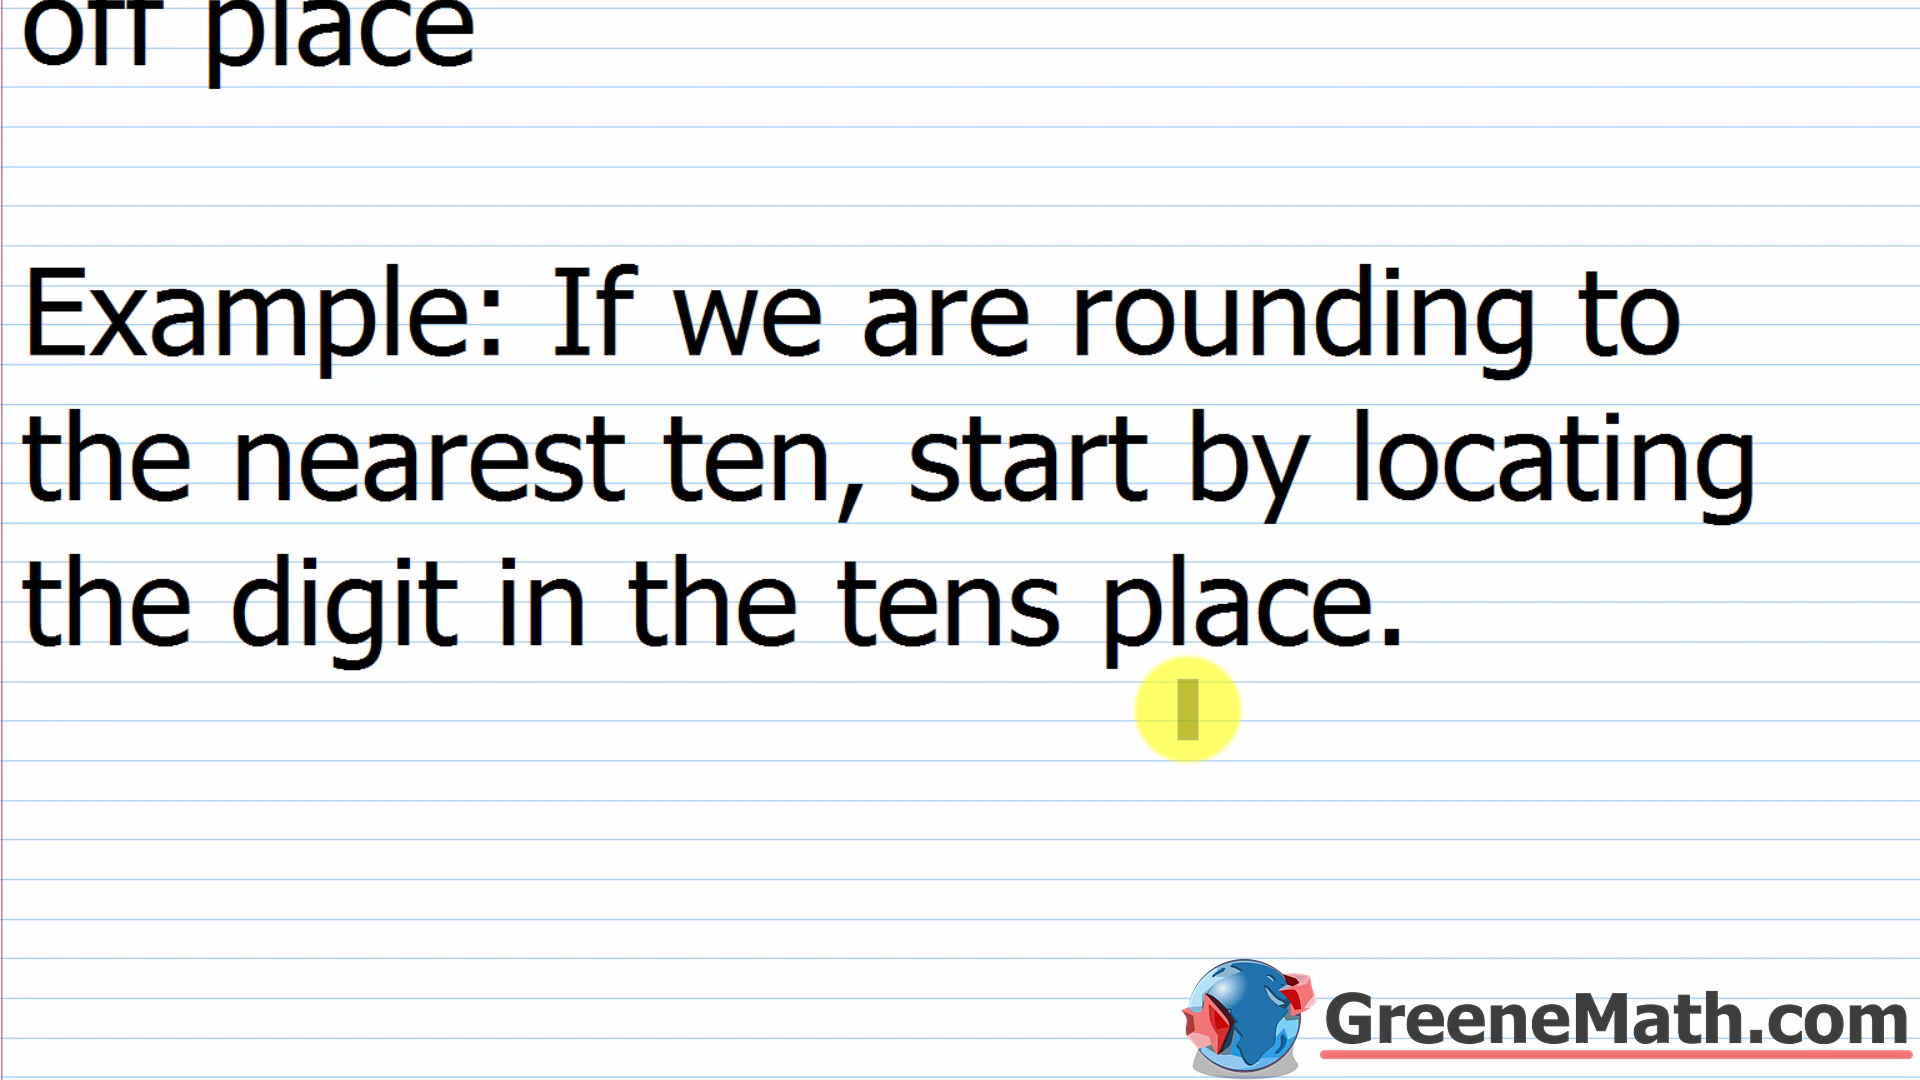 off place
Example: If we are rounding to
the nearest ten, start by locating
the digit in the tens place.
GreeneMath.com